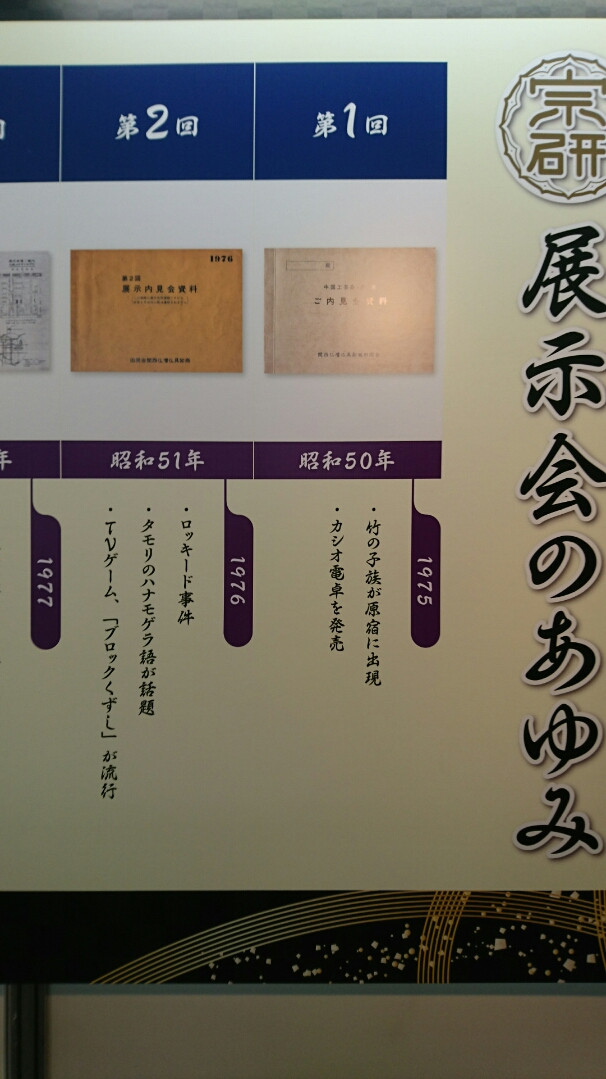 宗研
展示会のあゆみ
第1回
ご内見会資料
昭和50年
1975
・竹の子族が原宿に出現
・カシオ電卓を発売
第2回
1976
第2回
展示内見会資料
昭和51年
1976
・ロッキード事件
・タモリのハナモゲラ語が話題
・TVゲーム、「ブロックくずし」が流行
回
年
1977